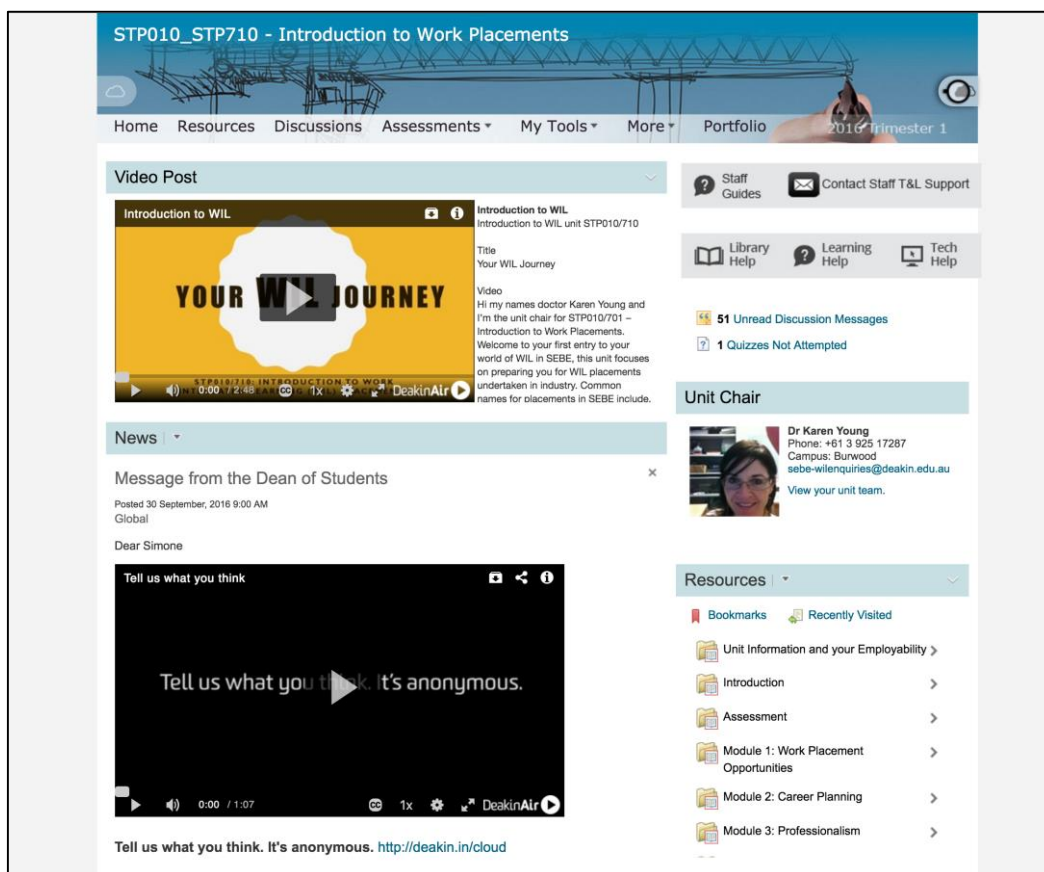 STP010_STP710 - Introduction to Work Placements
Home Resources Discussions Assessments My Tools More Portfolio 2016 Trimester 1
Video Post
Introduction to WIL
YOUR WIL JOURNEY
STP010/710: INTRODUCTION TO WORK
0:00 / 2:48 CC 1x DeakinAir
Introduction to WIL
Introduction to WIL unit STP010/710
Title
Your WIL Journey
Video
Hi my names doctor Karen Young and
I'm the unit chair for STP010/701 –
Introduction to Work Placements.
Welcome to your first entry to your
world of WIL in SEBE, this unit focuses
on preparing you for WIL placements
undertaken in industry. Common
names for placements in SEBE include.
News
Message from the Dean of Students
Posted 30 September, 2016 9:00 AM
Global
Dear Simone
Tell us what you think
Tell us what you think. It's anonymous.
0:00 / 1:07 CC 1x DeakinAir
Tell us what you think. It's anonymous. http://deakin.in/cloud
Staff
Guides
Contact Staff T&L Support
Library
Help
Learning
Help
Tech
Help
51 Unread Discussion Messages
1 Quizzes Not Attempted
Unit Chair
Dr Karen Young
Phone: +61 3 925 17287
Campus: Burwood
sebe-wilenquiries@deakin.edu.au
View your unit team.
Resources
Bookmarks Recently Visited
Unit Information and your Employability
Introduction
Assessment
Module 1: Work Placement
Opportunities
Module 2: Career Planning
Module 3: Professionalism